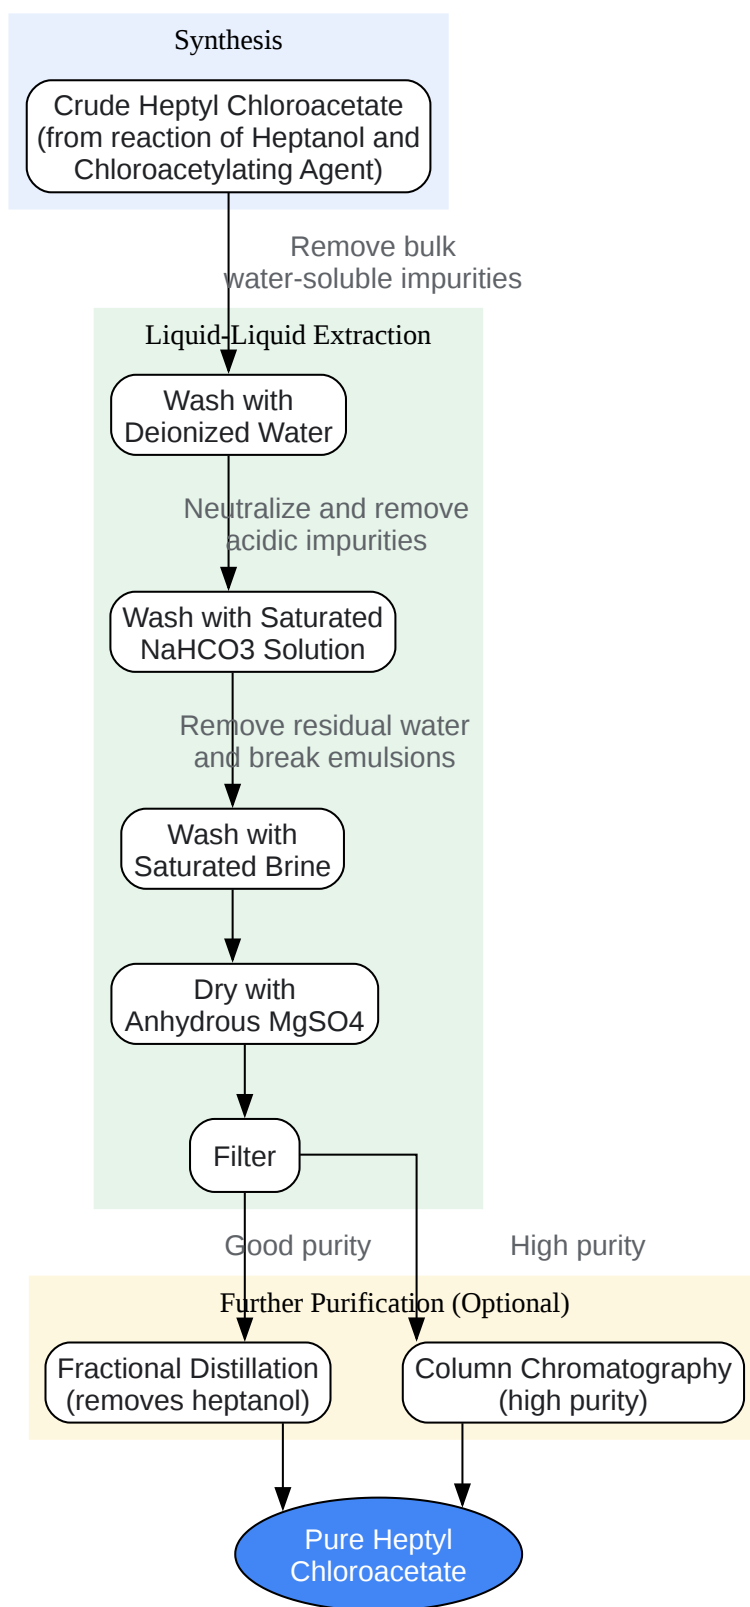 Synthesis
Crude Heptyl Chloroacetate
(from reaction of Heptanol and
Chloroacetylating Agent)
Remove bulk
water-soluble impurities
Liquid-Liquid Extraction
Wash with
Deionized Water
Neutralize and remove
acidic impurities
Wash with Saturated
NaHCO3 Solution
Remove residual water
and break emulsions
Wash with
Saturated Brine
Dry with
Anhydrous MgSO4
Filter
Good purity
High purity
Further Purification (Optional)
Fractional Distillation
(removes heptanol)
Column Chromatography
(high purity)
Pure Heptyl
Chloroacetate